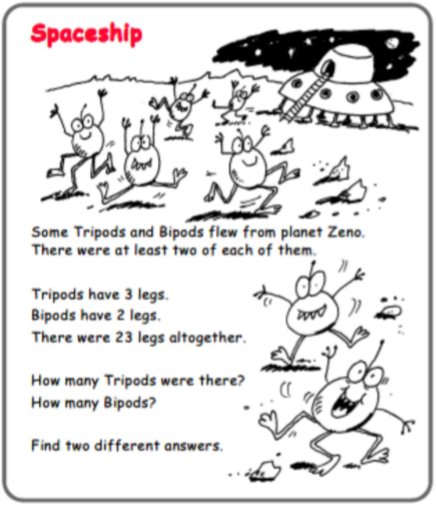 Spaceship
Some Tripods and Bipods flew from planet Zeno.
There were at least two of each of them.
Tripods have 3 legs.
Bipods have 2 legs.
There were 23 legs altogether.
How many Tripods were there?
How many Bipods?
Find two different answers.